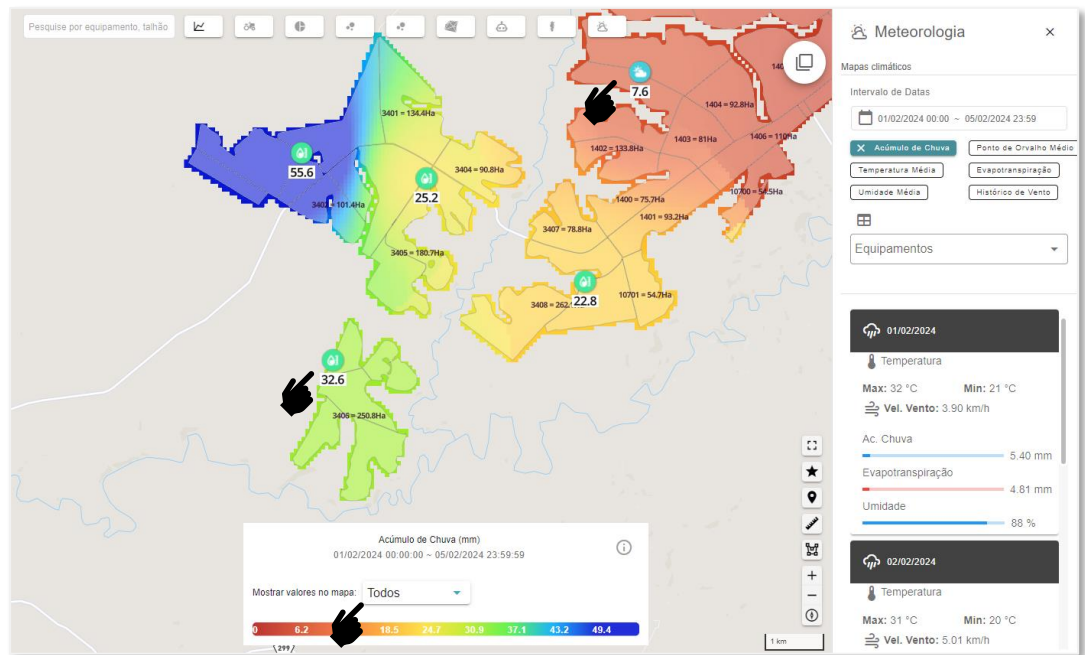 Pesquise por equipamento, talhão
7.6
140
1404 = 92.8Ha
3401 = 134.4Ha
1403 = 81Ha
1406 = 110Ha
1402 = 133.8Ha
55.6
3404 = 90.8Ha
25.2
10700 = 54.5Ha
3402 = 101.4Ha
1400 = 75.7Ha
1401 = 93.2Ha
3407 = 78.8Ha
3405 = 180.7Ha
22.8
10701 = 54.7Ha
3408 = 262.
32.6
3406 = 250.8Ha
Acúmulo de Chuva (mm)
01/02/2024 00:00:00 ~ 05/02/2024 23:59:59
Mostrar valores no mapa: Todos
0 6.2 18.5 24.7 30.9 37.1 43.2 49.4
299
1 km
Meteorologia
Mapas climáticos
Intervalo de Datas
01/02/2024 00:00 ~ 05/02/2024 23:59
X Acúmulo de Chuva Ponto de Orvalho Médio
Temperatura Média Evapotranspiração
Umidade Média Histórico de Vento
Equipamentos
01/02/2024
Temperatura
Max: 32 °C Min: 21 °C
Vel. Vento: 3.90 km/h
Ac. Chuva
5.40 mm
Evapotranspiração
4.81 mm
Umidade
88 %
02/02/2024
Temperatura
Max: 31 °C Min: 20 °C
Vel. Vento: 5.01 km/h